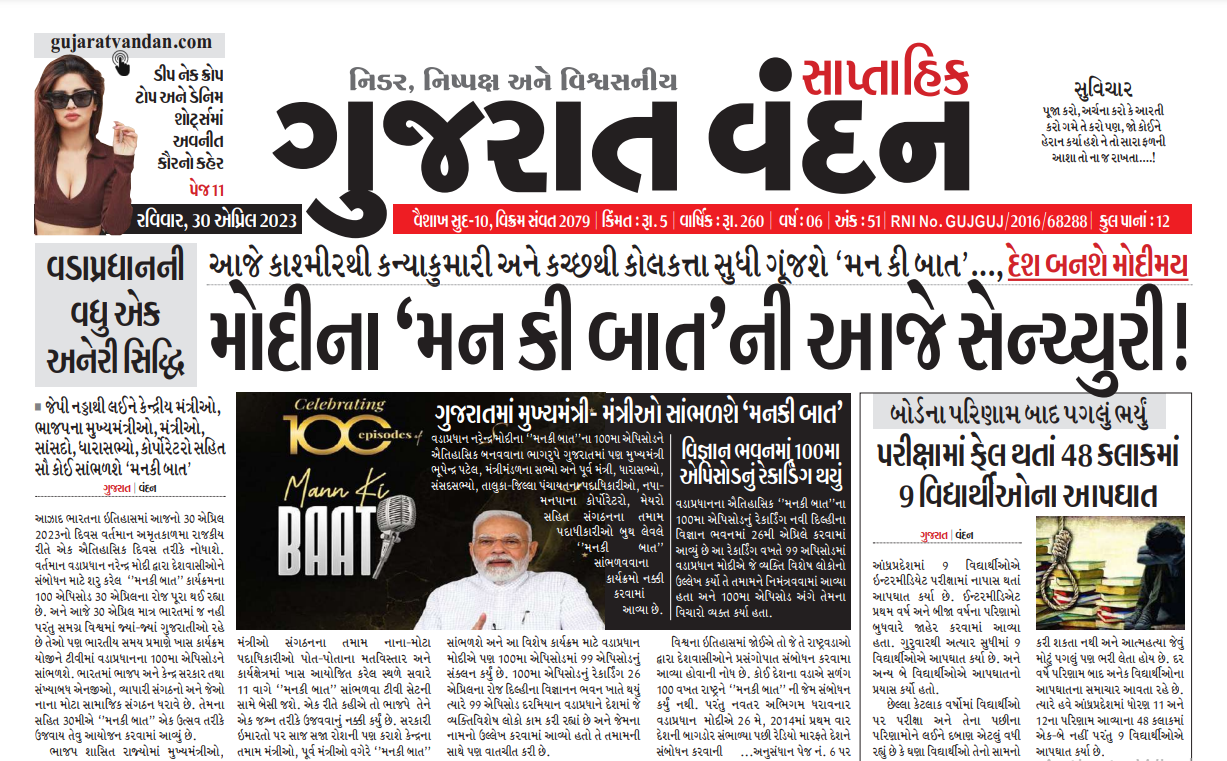 gujaratvandan.com
ડીપ નેક ક્રોપ
ટોપ અને ડેનિમ
શોર્ટ્સમાં
અવનીત
કૌરનો કહેર
પેજ 11
નિડર, નિષ્પક્ષ અને વિશ્વસનીય
સાપ્તાહિક
ગુજરાત વંદન
સુવિચાર
પૂજા કરો, અર્ચના કરો કે આરતી
કરો ગમે તે કરો પણ, જો કોઈને
હેરાન કર્યા હશે ને તો સારા ફળની
આશા તો ના જ રાખતા....!
રવિવાર, 30 એપ્રિલ 2023
વૈશાખ સુદ-10, વિક્રમ સંવત 2079 | કિંમત : રૂા. 5 | વાર્ષિક : રૂા. 260 | વર્ષ : 06 | અંક : 51 | RNI No. GUJGUJ/2016/68288 | કુલ પાનાં : 12
વડાપ્રધાનની
વધુ એક
અનેરી સિદ્ધિ
આજે કાશ્મીરથી કન્યાકુમારી અને કચ્છથી કોલકત્તા સુધી ગૂંજશે ‘મન કી બાત’..., દેશ બનશે મોદીમય
મોદીના ‘મન કી બાત’ની આજે સેન્ચ્યુરી!
■ જેપી નડ્ડાથી લઈને કેન્દ્રીય મંત્રીઓ,
ભાજપના મુખ્યમંત્રીઓ, મંત્રીઓ,
સાંસદો, ધારાસભ્યો, કોર્પોરેટરો સહિત
સૌ કોઈ સાંભળશે ‘મનકી બાત’
ગુજરાત | વંદન
આઝાદ ભારતના ઇતિહાસમાં આજનો 30 એપ્રિલ
2023નો દિવસ વર્તમાન અમૃતકાળમા રાજકીય
રીતે એક ઐતિહાસિક દિવસ તરીકે નોધાશે.
વર્તમાન વડાપ્રધાન નરેન્દ્ર મોદી દ્વારા દેશવાસીઓને
સંબોધન માટે શરુ કરેલ ‘‘મનકી બાત’’ કાર્યક્રમના
100 એપિસોડ 30 એપ્રિલના રોજ પૂરા થઈ રહ્યા
છે. અને આજે 30 એપ્રિલ માત્ર ભારતમાં જ નહી
પરંતુ સમગ્ર વિશ્વમાં જ્યાં-જ્યાં ગુજરાતીઓ રહે
છે તેઓ પણ ભારતીય સમય પ્રમાણે ખાસ કાર્યક્રમ
યોજીને ટીવીમાં વડાપ્રધાનના 100મા એપિસોડને
સાંભળશે. ભારતમાં ભાજપ અને કેન્દ્ર સરકાર તથા
સંખ્યાબંધ એનજીઓ, વ્યાપારી સંગઠનો અને જેઓ
નાના મોટા સામાજિક સંગઠન ધરાવે છે. તેમના
સહિત 30મીએ ‘‘મનકી બાત’’ એક ઉત્સવ તરીકે
ઉજવાય તેવુ આયોજન કરવામાં આવ્યું છે.
ભાજપ શાસિત રાજ્યોમાં મુખ્યમંત્રીઓ,
Celebrating
100 episodes of
Mann Ki
BAAT
ગુજરાતમાં મુખ્યમંત્રી- મંત્રીઓ સાંભળશે ‘મનકી બાત’
વડાપ્રધાન નરેન્દ્રમોદીના ‘‘મનકી બાત’’ના 100મા એપિસોડને
ઐતિહાસિક બનવવાના ભાગરૂપે ગુજરાતમાં પણ મુખ્યમંત્રી
ભૂપેન્દ્ર પટેલ, મંત્રીમંડળના સભ્યો અને પૂર્વ મંત્રી, ધારાસભ્યો,
સંસદસભ્યો, તાલુકા-જિલ્લા પંચાયતના પદાધિકારીઓ, નપા-
મનપાના કોર્પોરેટરો, મેયરો
સહિત સંગઠનના તમામ
પદાધીકારીઓ બુથ લેવલે
‘‘મનકી બાત’’
સાંભળવવાના
કાર્યક્રમો નક્કી
કરવામાં
આવ્યા છે.
વિજ્ઞાન ભવનમાં 100મા
એપિસોડનું રેકાર્ડિંગ થયું
વડાપ્રધાનના ઐતિહાસિક ‘‘મનકી બાત’’ના
100મા એપિસોડનું રેકાર્ડિંગ નવી દિલ્હીના
વિજ્ઞાન ભવનમાં 26મી એપ્રિલે કરવામાં
આવ્યું છે આ રેકાર્ડિંગ વખતે 99 અપિસોડમાં
વડાપ્રધાન મોદીએ જે વ્યક્તિ વિશેષ લોકોનો
ઉલ્લેખ કર્યો તે તમામને નિમંત્રવવામાં આવ્યા
હતા અને 100મા એપિસોડ અંગે તેમના
વિચારો વ્યક્ત કર્યા હતા.
મંત્રીઓ સંગઠનના તમામ નાના-મોટા
પદાધિકારીઓ પોત-પોતાના મતવિસ્તાર અને
કાર્યક્ષેત્રમાં ખાસ આયોજિત કરેલ સ્થળે સવારે
11 વાગે ‘‘મનકી બાત’’ સાંભળવા ટીવી સેટની
સામે બેસી જશે. એક રીતે કહીએ તો ભાજપે તેને
એક જશ્ન તરીકે ઉજવવાનું નક્કી કર્યું છે. સરકારી
ઇમારતો પર સાજ સજા રોશની પણ કરાશે કેન્દ્રના
તમામ મંત્રીઓ, પૂર્વ મંત્રીઓ વગેરે ‘‘મનકી બાત’’
સાંભળશે અને આ વિશેષ કાર્યક્રમ માટે વડાપ્રધાન
મોદીએ પણ 100મા એપિસોડમાં 99 એપિસોડનું
સંકલન કર્યું છે. 100મા એપિસોડનું રેકાર્ડિંગ 26
એપ્રિલના રોજ દિલ્હીના વિજ્ઞાનન ભવન ખાતે થયું
ત્યારે 99 એપિસોડ દરમિયાન વડાપ્રધાને દેશમાં જે
વ્યક્તિવિશેષ લોકો કામ કરી રહ્યાં છે અને જેમના
નામનો ઉલ્લેખ કરવામાં આવ્યો હતો તે તમામની
સાથે પણ વાતચીત કરી છે.
વિશ્વના ઇતિહાસમાં જોઈએ તો જે તે રાષ્ટ્રવડાઓ
દ્વારા દેશવાસીઓને પ્રસંગોપાત સંબોધન કરવામા
આવ્યા હોવાની નોધ છે. કોઈ દેશના વડાએ સળંગ
100 વખત રાષ્ટ્રને ‘‘મનકી બાત’’ ની જેમ સંબોધન
કર્યું નથી. પરંતુ નવતર અભિગમ ધરાવનાર
વડાપ્રધાન મોદીએ 26 મે, 2014માં પ્રથમ વાર
દેશની બાગડોર સંભાળ્યા પછી રેડિયો મારફતે દેશને
સંબોધન કરવાની ...અનુસંધાન પેજ નં. 6 પર
બોર્ડના પરિણામ બાદ પગલું ભર્યું
પરીક્ષામાં ફેલ થતાં 48 કલાકમાં
9 વિદ્યાર્થીઓના આપઘાત
ગુજરાત | વંદન
આંધ્રપ્રદેશમાં 9 વિદ્યાર્થીઓએ
ઇન્ટરમીડિયેટ પરીક્ષામાં નાપાસ થતાં
આપઘાત કર્યા છે. ઈન્ટરમીડિએટ
પ્રથમ વર્ષ અને બીજા વર્ષના પરિણામો
બુધવારે જાહેર કરવામાં આવ્યા
હતા. ગુરુવારથી અત્યાર સુધીમાં 9
વિદ્યાર્થીઓએ આપઘાત કર્યા છે. અને
અન્ય બે વિદ્યાર્થીઓએ આપઘાતનો
પ્રયાસ કર્યો હતો.
છેલ્લા કેટલાક વર્ષોમાં વિદ્યાર્થીઓ
પર પરીક્ષા અને તેના પછીના
પરિણામોને લઈને દબાણ એટલું વધી
રહ્યું છે કે ઘણા વિદ્યાર્થીઓ તેનો સામનો
કરી શકતા નથી અને આત્મહત્યા જેવું
મોટું પગલું પણ ભરી લેતા હોય છે. દર
વર્ષે પરિણામ બાદ અનેક વિદ્યાર્થીઓના
આપઘાતના સમાચાર આવતા રહે છે.
ત્યારે હવે આંધ્રપ્રદેશમાં ધોરણ 11 અને
12ના પરિણામ આવ્યાના 48 કલાકમાં
એક-બે નહીં પરંતુ 9 વિદ્યાર્થીઓએ
આપઘાત કર્યા છે.